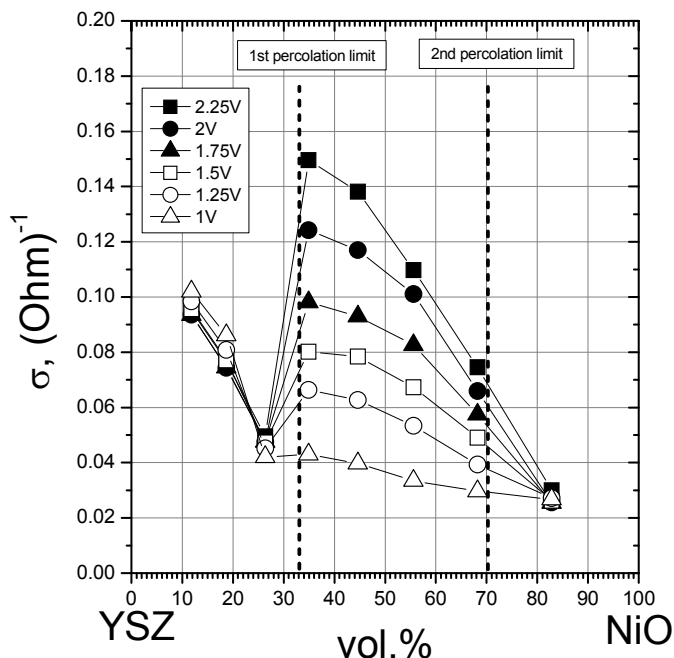 1st percolation limit
2nd percolation limit
2.25V
2V
1.75V
1.5V
1.25V
1V
σ, (Ohm)-1
0.20
0.18
0.16
0.14
0.12
0.10
0.08
0.06
0.04
0.02
0.00
0 10 20 30 40 50 60 70 80 90 100
YSZ vol.% NiO